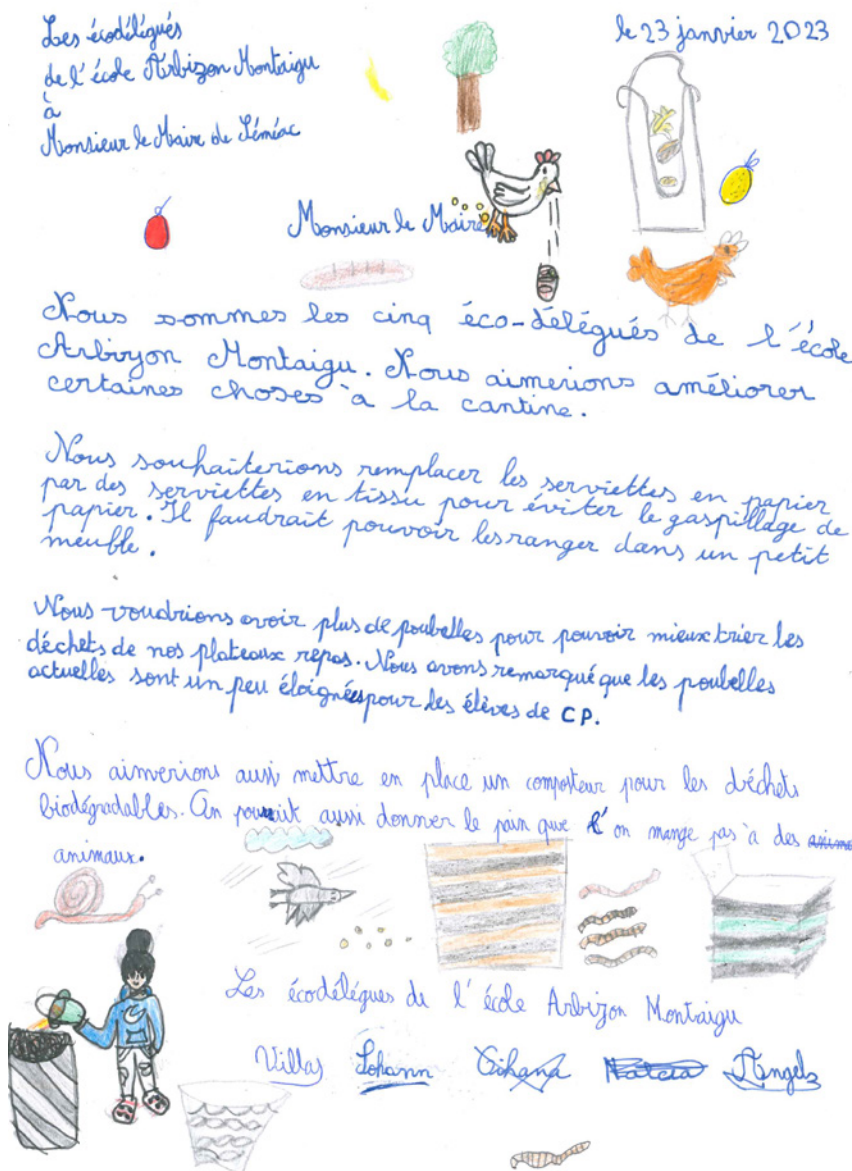 Les écodélégués
de l'école Arbizon Montaigu
à
Monsieur le Maire de Séméac
le 23 janvier 2023
Monsieur le Maire
Nous sommes les cinq éco-délégués de l'école
Arbizon Montaigu. Nous aimerions améliorer
certaines choses à la cantine.
Nous souhaiterions remplacer les serviettes en papier
par des serviettes en tissu pour éviter le gaspillage de
papier. Il faudrait pouvoir les ranger dans un petit
meuble.
Nous voudrions avoir plus de poubelles pour pouvoir mieux trier les
déchets de nos plateaux repas. Nous avons remarqué que les poubelles
actuelles sont un peu éloignées pour les élèves de CP.
Nous aimerions aussi mettre en place un composteur pour les déchets
biodégradables. On pourrait aussi donner le pain que l'on mange pas à des
animaux.
Les écodélégues de l'école Arbizon Montaigu
Villas Lohann Gihana Angels